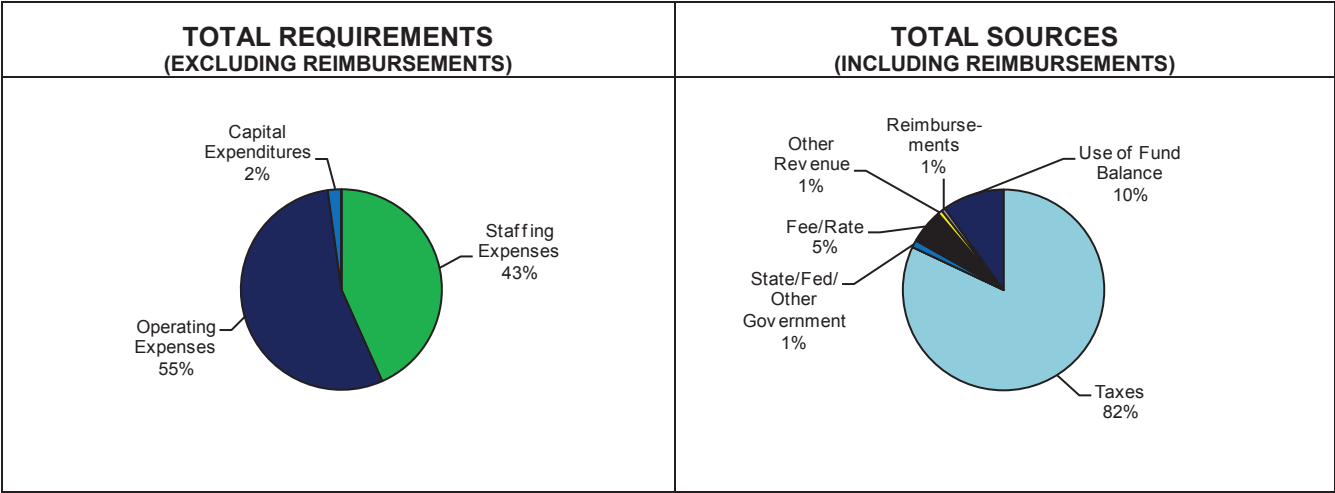 TOTAL REQUIREMENTS
(EXCLUDING REIMBURSEMENTS)
Capital
Expenditures
2%
Staffing
Expenses
43%
Operating
Expenses
55%
TOTAL SOURCES
(INCLUDING REIMBURSEMENTS)
Reimburse-
ments
1%
Other
Revenue
1%
Use of Fund
Balance
10%
Fee/Rate
5%
State/Fed/
Other
Government
1%
Taxes
82%